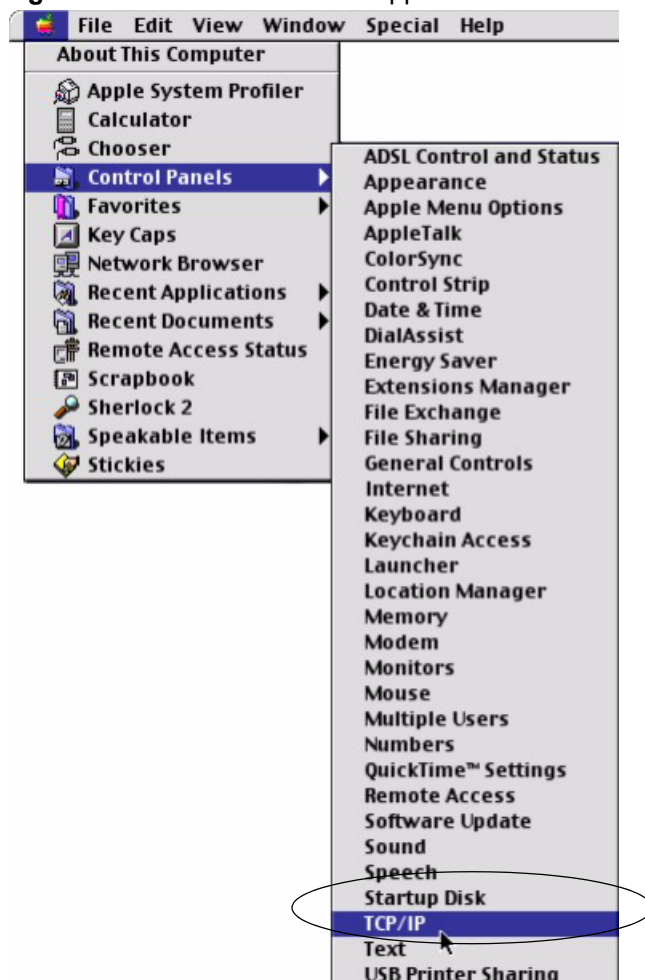 File Edit View Window Special Help
About This Computer
Apple System Profiler
Calculator
Chooser
Control Panels
Favorites
Key Caps
Network Browser
Recent Applications
Recent Documents
Remote Access Status
Scrapbook
Sherlock 2
Speakable Items
Stickies
ADSL Control and Status
Appearance
Apple Menu Options
AppleTalk
ColorSync
Control Strip
Date & Time
DialAssist
Energy Saver
Extensions Manager
File Exchange
File Sharing
General Controls
Internet
Keyboard
Keychain Access
Launcher
Location Manager
Memory
Modem
Monitors
Mouse
Multiple Users
Numbers
QuickTime™ Settings
Remote Access
Software Update
Sound
Speech
Startup Disk
TCP/IP
Text
USB Printer Sharing